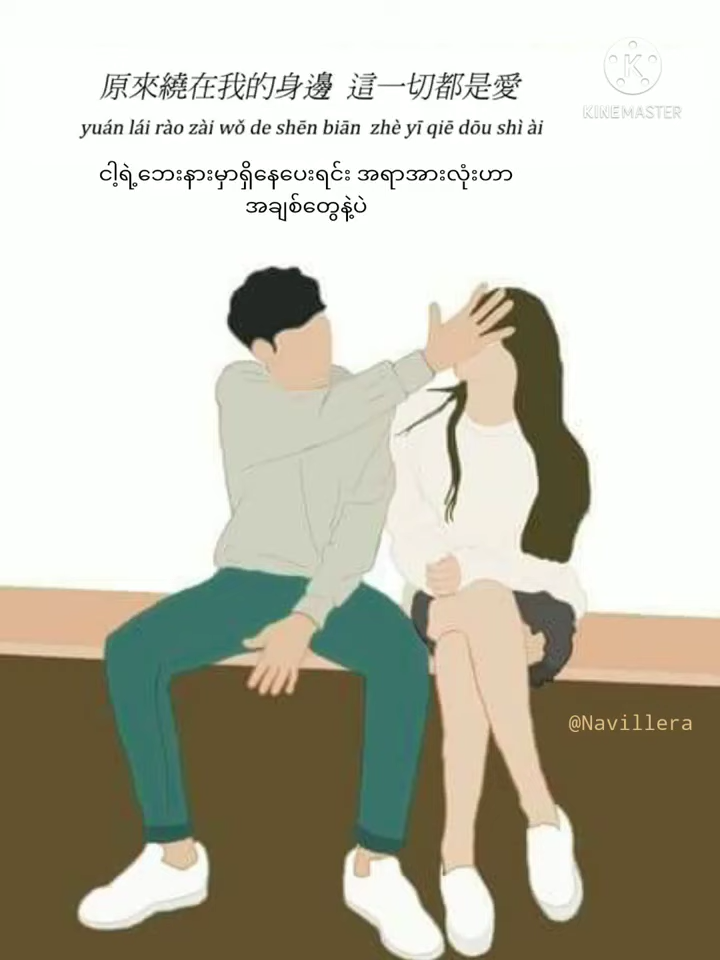 原來繞在我的身邊 這一切都是愛
yuán lái rào zài wǒ de shēn biān zhè yī qiē dōu shì ài
ငါ့ရဲ့ဘေးနားမှာရှိနေပေးရင်း အရာအားလုံးဟာ
အချစ်တွေနဲ့ပဲ
K
KINEMASTER
@Navillera